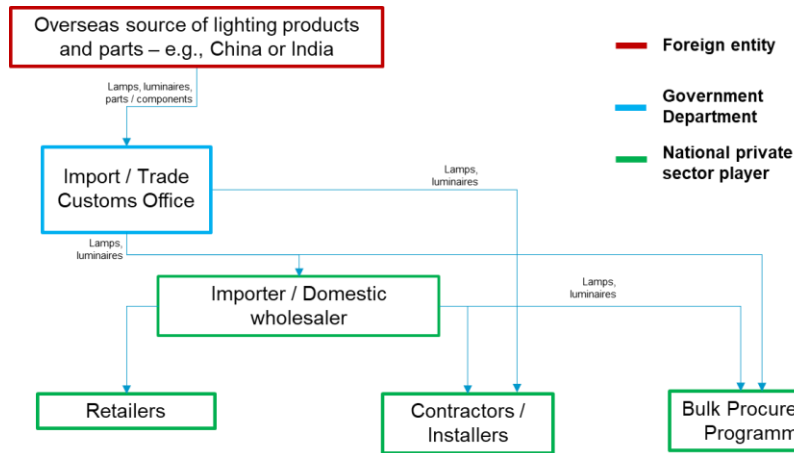 Overseas source of lighting products
and parts – e.g., China or India
Foreign entity
Lamps, luminaires,
parts / components
Government
Department
Import / Trade
Customs Office
Lamps,
luminaires
National private
sector player
Lamps,
luminaires
Importer / Domestic
wholesaler
Lamps,
luminaires
Retailers
Contractors /
Installers
Bulk